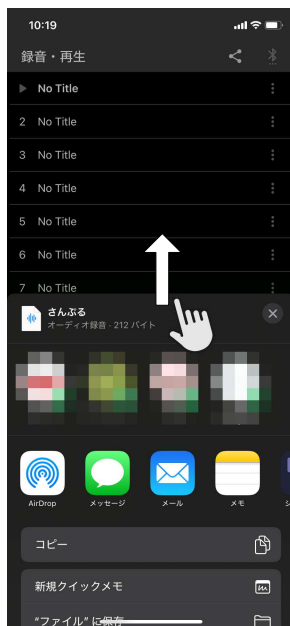 10:19
録音・再生
No Title
2 No Title
3 No Title
4 No Title
5 No Title
6 No Title
7 No Title
さんぷる
オーディオ録音・212 バイト
AirDrop
メッセージ
メール
メモ
コピー
新規クイックメモ
"ファイル" に保存